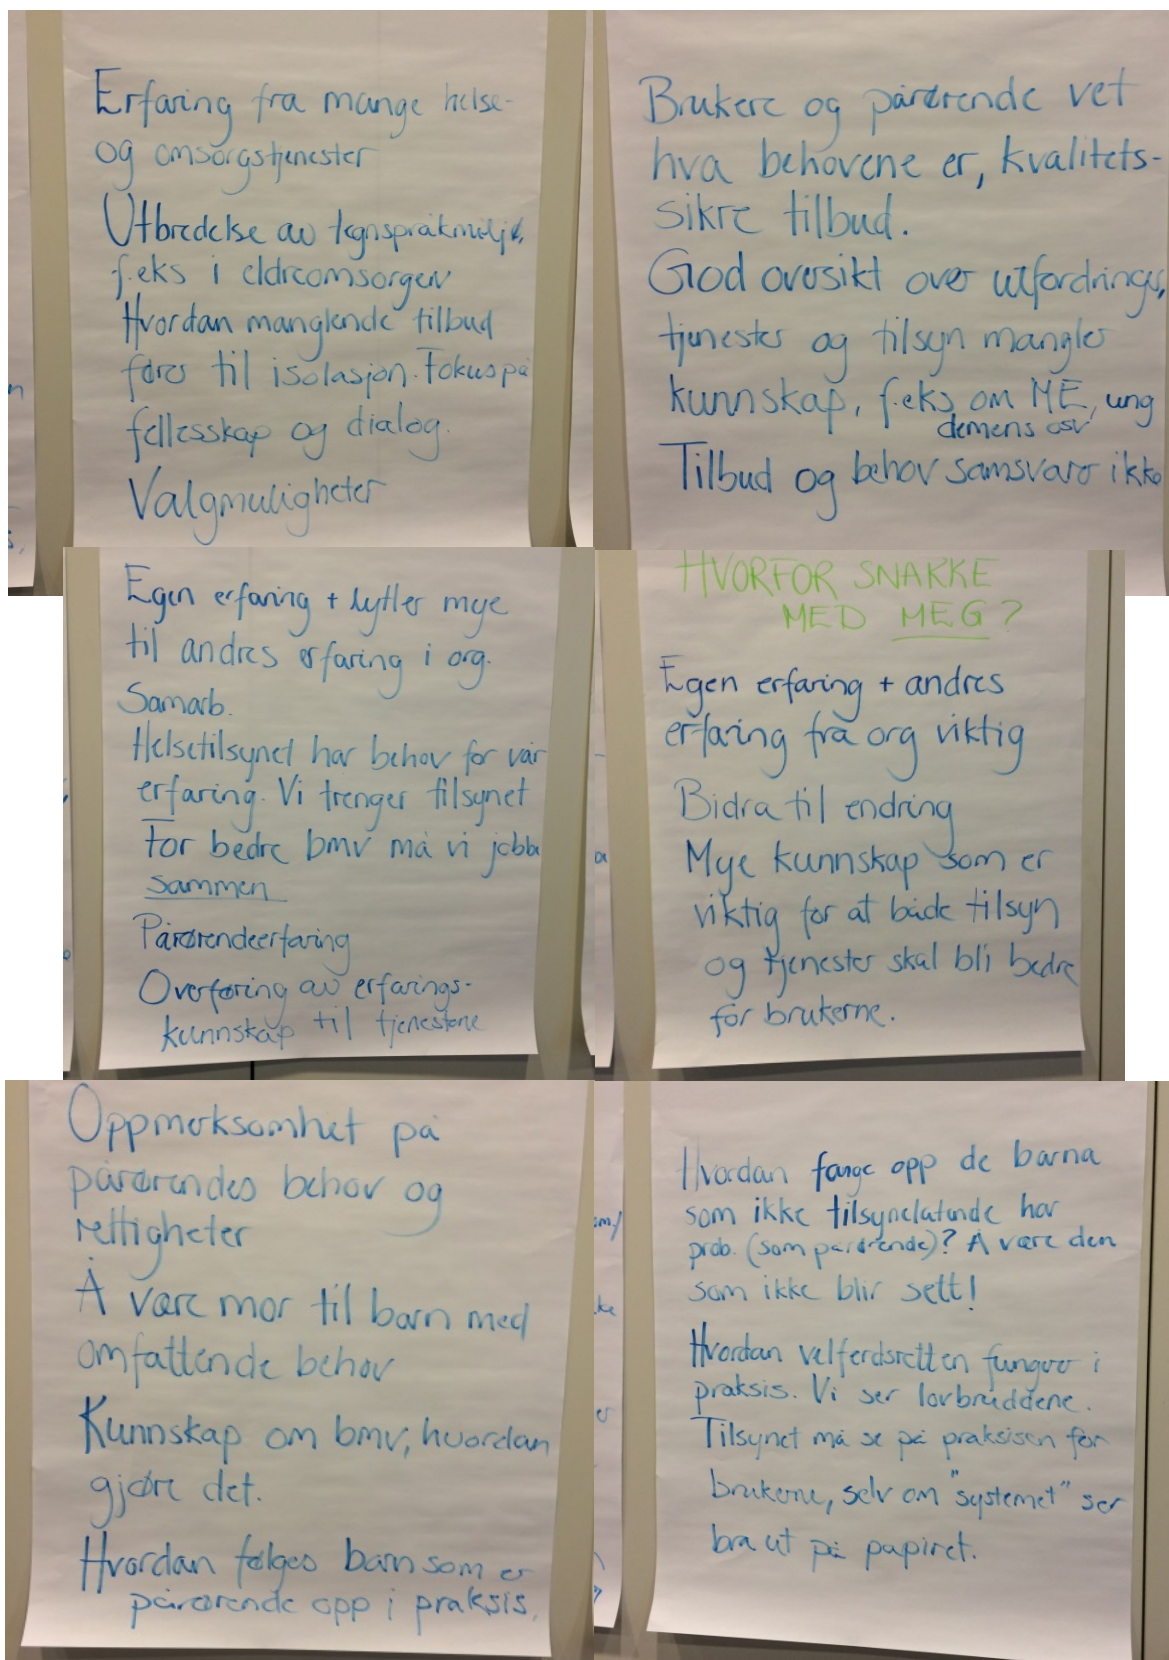 Erfaring fra mange helse-
og omsorgstjenester
Utbredelse av tegnspråkmiljø,
f.eks i eldreomsorgen
Hvordan manglende tilbud
fører til isolasjon. Fokus på
fellesskap og dialog.
Valgmuligheter
Brukere og pårørende vet
hva behovene er, kvalitets-
sikre tilbud.
God oversikt over utfordringer,
tjenester og tilsyn mangler
kunnskap, f.eks om ME, ung
demens osv
Tilbud og behov samsvarer ikke
Egen erfaring + lytter mye
til andres erfaring i org.
Samarb.
Helsetilsynet har behov for vår
erfaring. Vi trenger tilsynet
For bedre bmv må vi jobbe
sammen
Pårørendeerfaring
Overføring av erfarings-
kunnskap til tjenestene
HVORFOR SNAKKE
MED MEG?
Egen erfaring + andres
erfaring fra org viktig
Bidra til endring
Mye kunnskap som er
viktig for at både tilsyn
og tjenester skal bli bedre
for brukerne.
Oppmerksomhet på
pårørendes behov og
rettigheter
Å være mor til barn med
omfattende behov
Kunnskap om bmv, hvordan
gjøre det.
Hvordan følges barn som er
pårørende opp i praksis.
Hvordan fange opp de barna
som ikke tilsynelatende har
prob. (som pårørende)? Å være den
som ikke blir sett!
Hvordan velferdsretten fungerer i
praksis. Vi ser lovbruddene.
Tilsynet må se på praksisen for
brukerne, selv om "systemet" ser
bra ut på papiret.